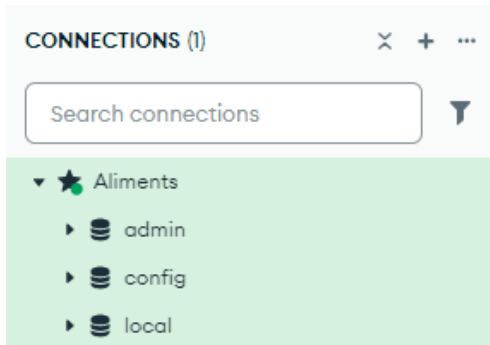 CONNECTIONS (1)
Search connections
Aliments
admin
config
local